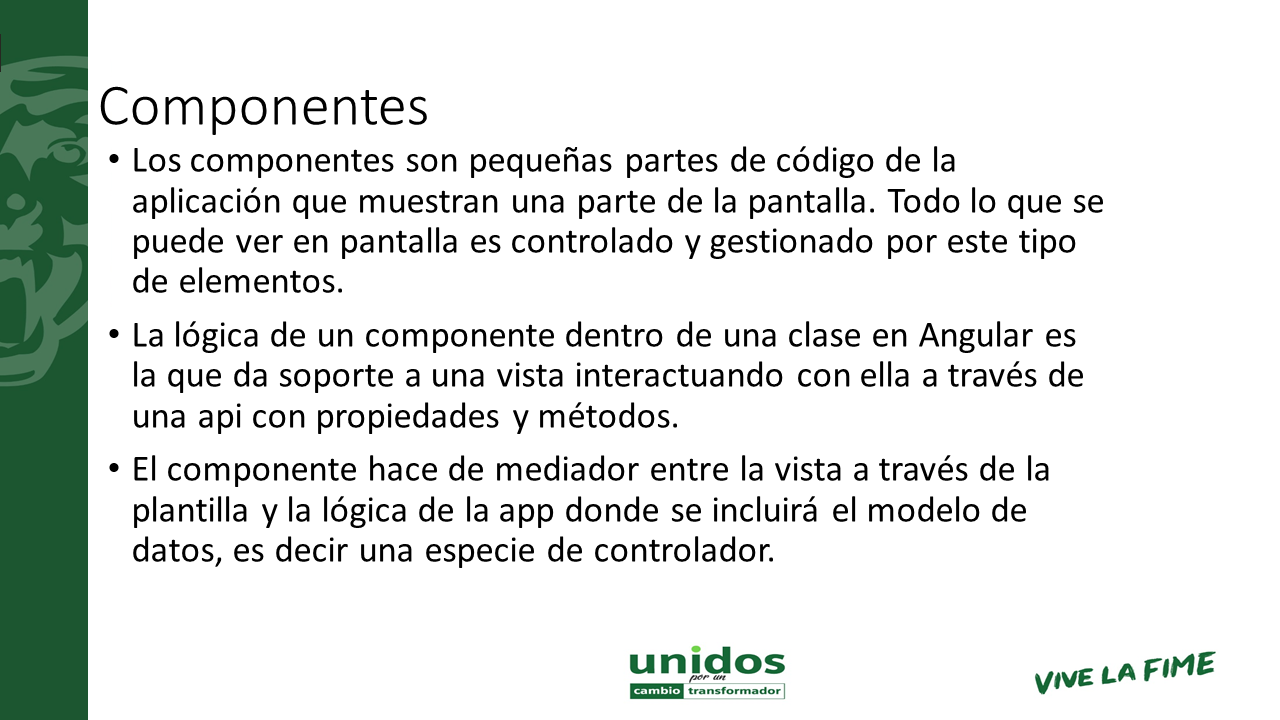 Componentes
• Los componentes son pequeñas partes de código de la
aplicación que muestran una parte de la pantalla. Todo lo que se
puede ver en pantalla es controlado y gestionado por este tipo
de elementos.
• La lógica de un componente dentro de una clase en Angular es
la que da soporte a una vista interactuando con ella a través de
una api con propiedades y métodos.
• El componente hace de mediador entre la vista a través de la
plantilla y la lógica de la app donde se incluirá el modelo de
datos, es decir una especie de controlador.
unidos
por un
cambio transformador
VIVE LA FIME